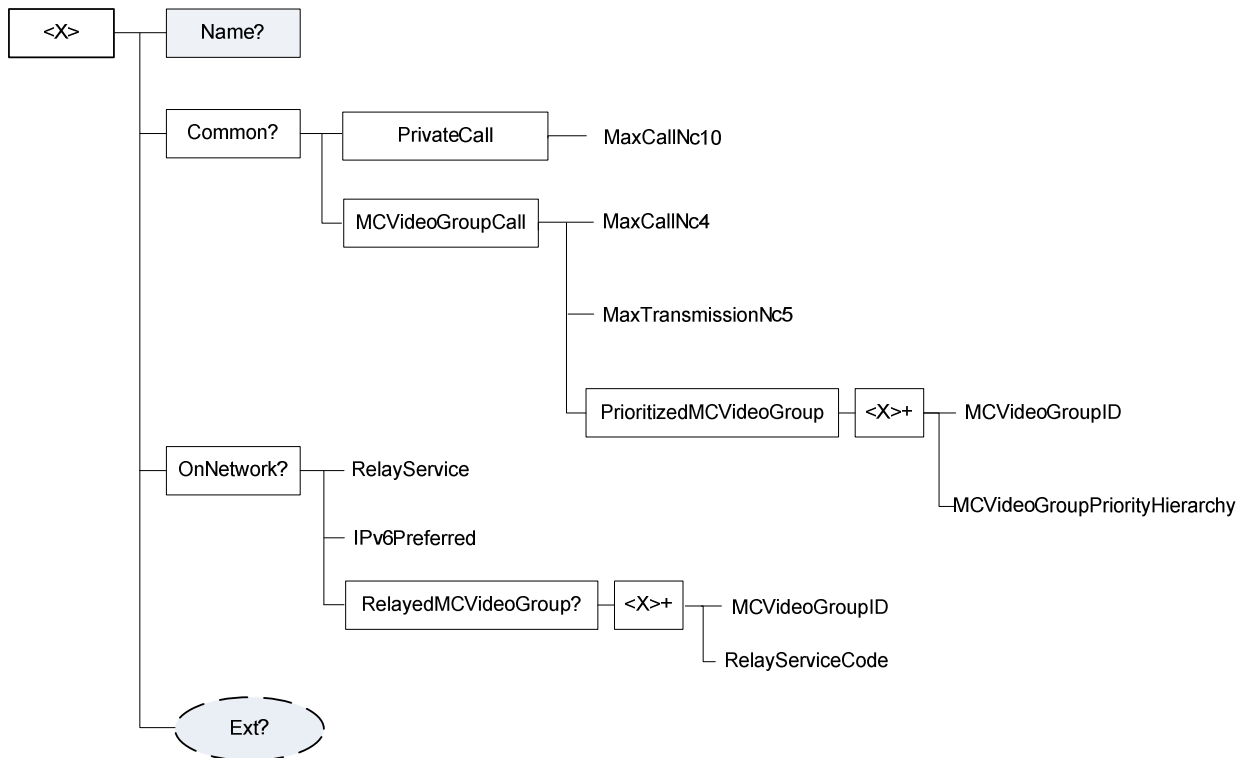 <X>
Name?
Common?
PrivateCall
MaxCallNc10
MCVideoGroupCall
MaxCallNc4
MaxTransmissionNc5
PrioritizedMCVideoGroup
<X>+
MCVideoGroupID
MCVideoGroupPriorityHierarchy
OnNetwork?
RelayService
IPv6Preferred
RelayedMCVideoGroup?
<X>+
MCVideoGroupID
RelayServiceCode
Ext?